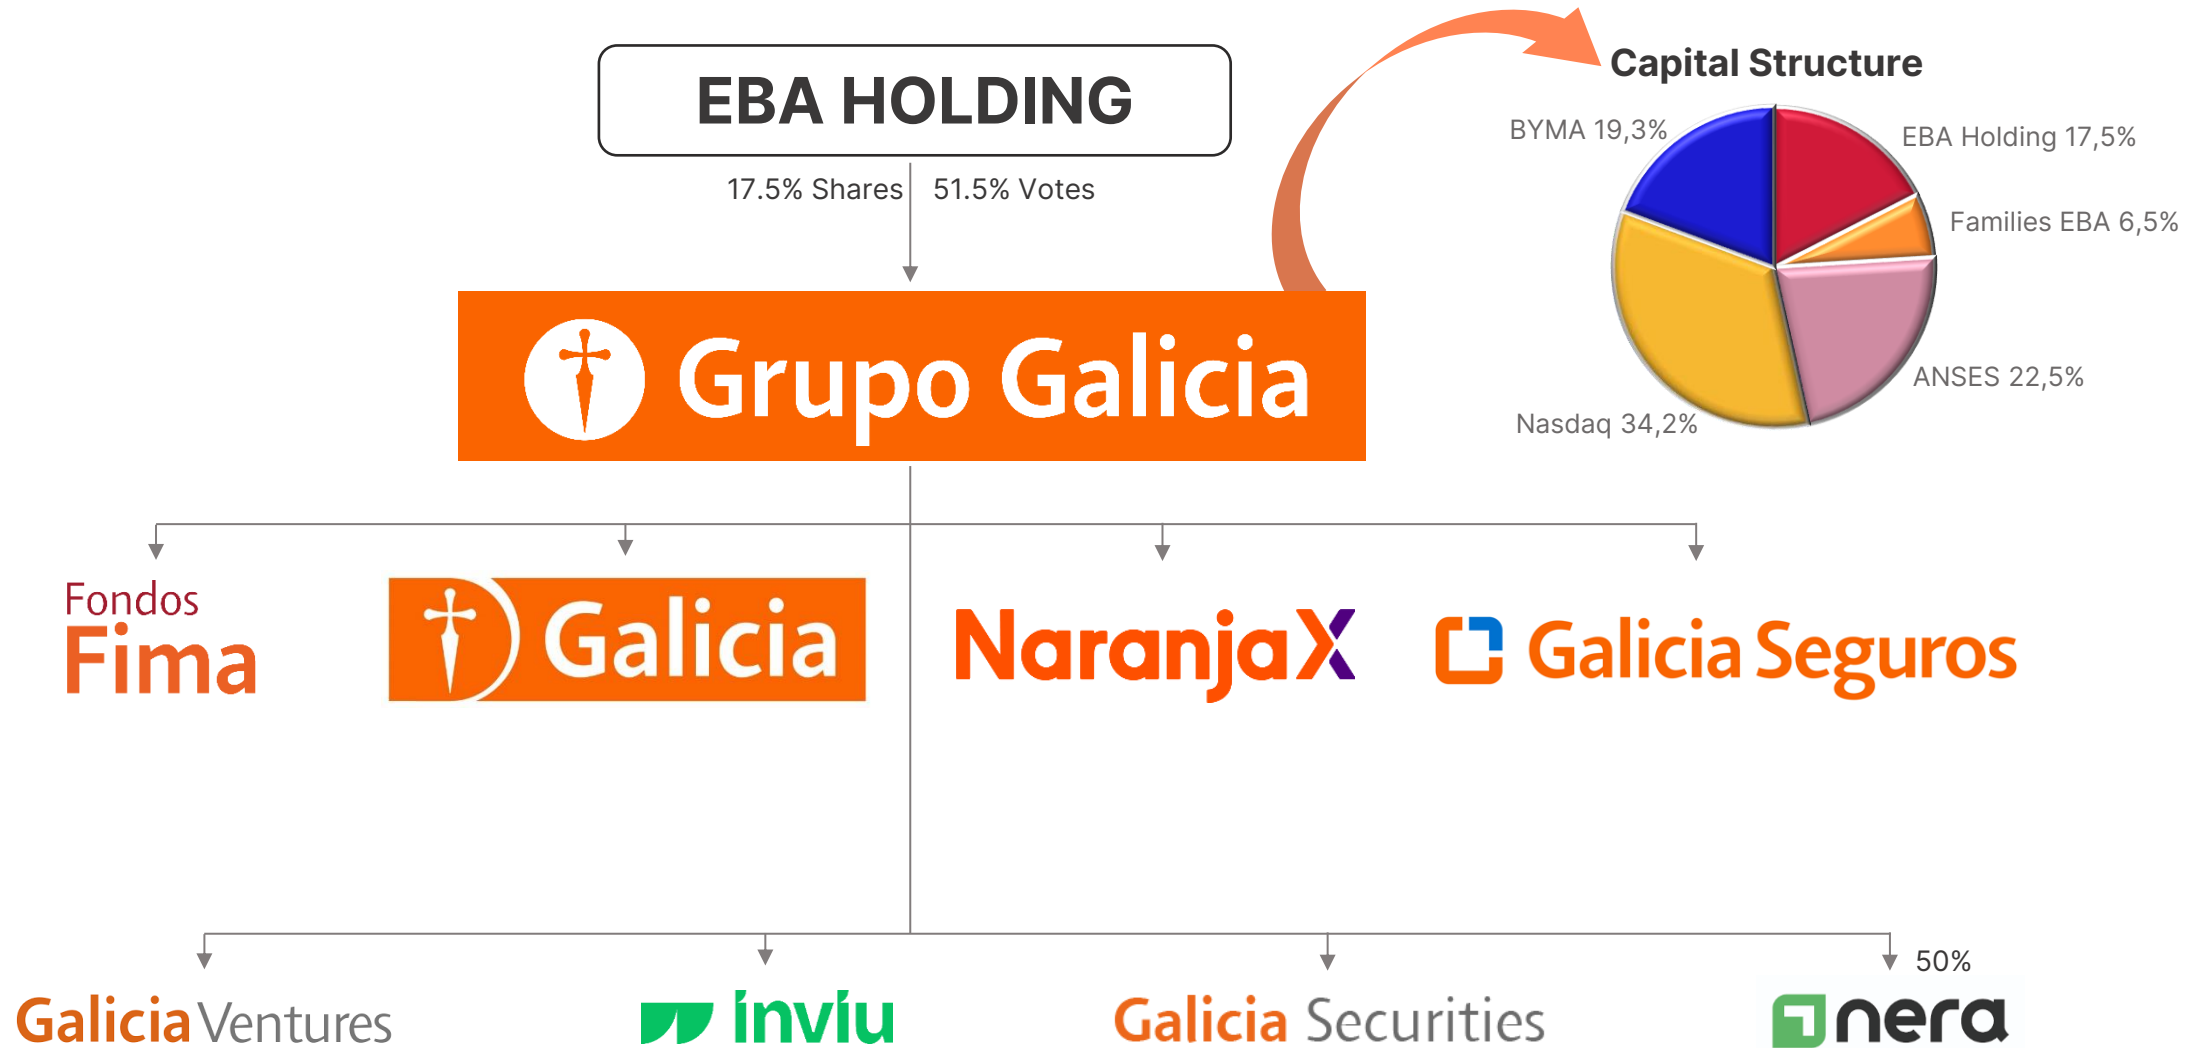 EBA HOLDING
17.5% Shares
51.5% Votes
Grupo Galicia
Capital Structure
BYMA 19,3%
EBA Holding 17,5%
Families EBA 6,5%
ANSES 22,5%
Nasdaq 34,2%
Fondos
Fima
Galicia
NaranjaX
Galicia Seguros
Galicia Ventures
inviu
Galicia Securities
50%
nera